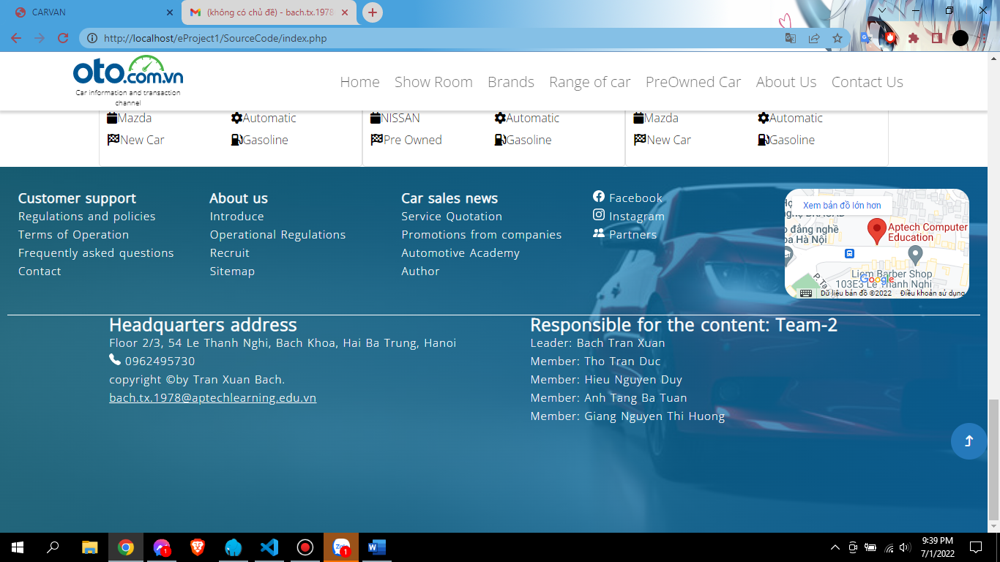 CARVAN
(không có chủ đề) - bach.tx.1978
http://localhost/eProject1/SourceCode/index.php
oto.com.vn
Car information and transaction
channel
Home Show Room Brands Range of car PreOwned Car About Us Contact Us
Mazda Automatic NISSAN Automatic Mazda Automatic
New Car Gasoline Pre Owned Gasoline New Car Gasoline
Customer support
Regulations and policies
Terms of Operation
Frequently asked questions
Contact
About us
Introduce
Operational Regulations
Recruit
Sitemap
Car sales news
Service Quotation
Promotions from companies
Automotive Academy
Author
Facebook
Instagram
Partners
Xem bản đồ lớn hơn
Aptech Computer
Education
o đẳng nghề
oa Hà Nội
Liem Barber Shop
103E3 Lê Thanh Nghị
P. Tạ
Google
Dữ liệu bản đồ ©2022 Điều khoản sử dụng
Headquarters address
Floor 2/3, 54 Le Thanh Nghi, Bach Khoa, Hai Ba Trung, Hanoi
0962495730
copyright ©by Tran Xuan Bach.
bach.tx.1978@aptechlearning.edu.vn
Responsible for the content: Team-2
Leader: Bach Tran Xuan
Member: Tho Tran Duc
Member: Hieu Nguyen Duy
Member: Anh Tang Ba Tuan
Member: Giang Nguyen Thi Huong
1
1
9:39 PM
7/1/2022